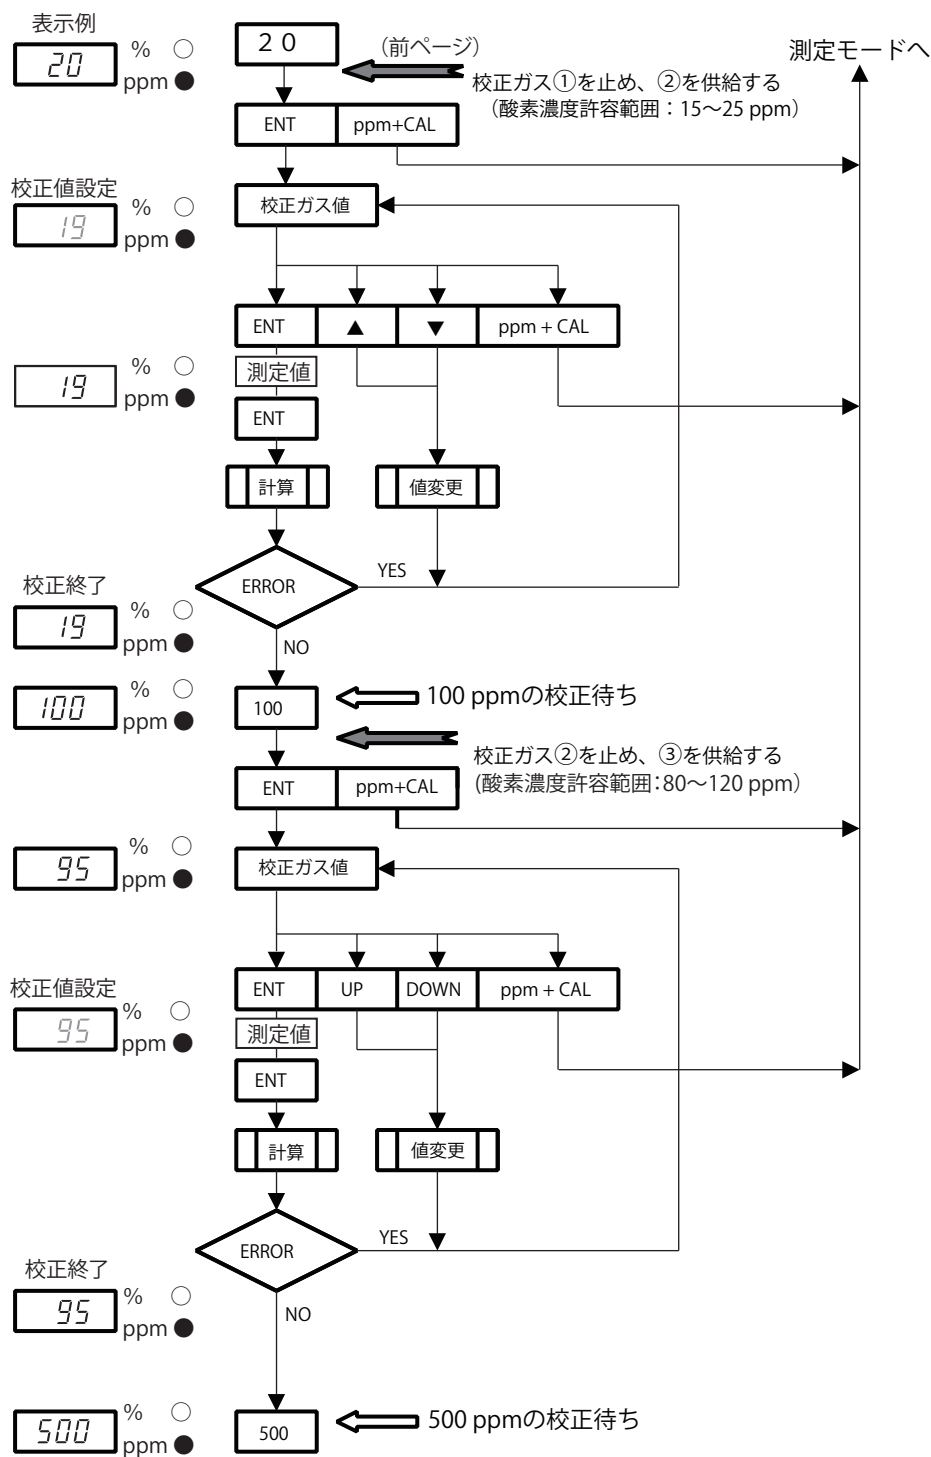 表示例
20
% ○
ppm ●
２０
(前ページ)
測定モードへ
校正ガス①を止め、②を供給する
（酸素濃度許容範囲：15～25 ppm）
ENT
ppm+CAL
校正値設定
19
% ○
ppm ●
校正ガス値
ENT
▲
▼
ppm + CAL
19
% ○
ppm ●
測定値
ENT
計算
値変更
ERROR
YES
校正終了
19
% ○
ppm ●
NO
100
% ○
ppm ●
100
100 ppmの校正待ち
校正ガス②を止め、③を供給する
(酸素濃度許容範囲：80～120 ppm）
ENT
ppm+CAL
95
% ○
ppm ●
校正ガス値
ENT
UP
DOWN
ppm + CAL
校正値設定
95
% ○
ppm ●
測定値
ENT
計算
値変更
ERROR
YES
校正終了
95
% ○
ppm ●
NO
500
% ○
ppm ●
500
500 ppmの校正待ち